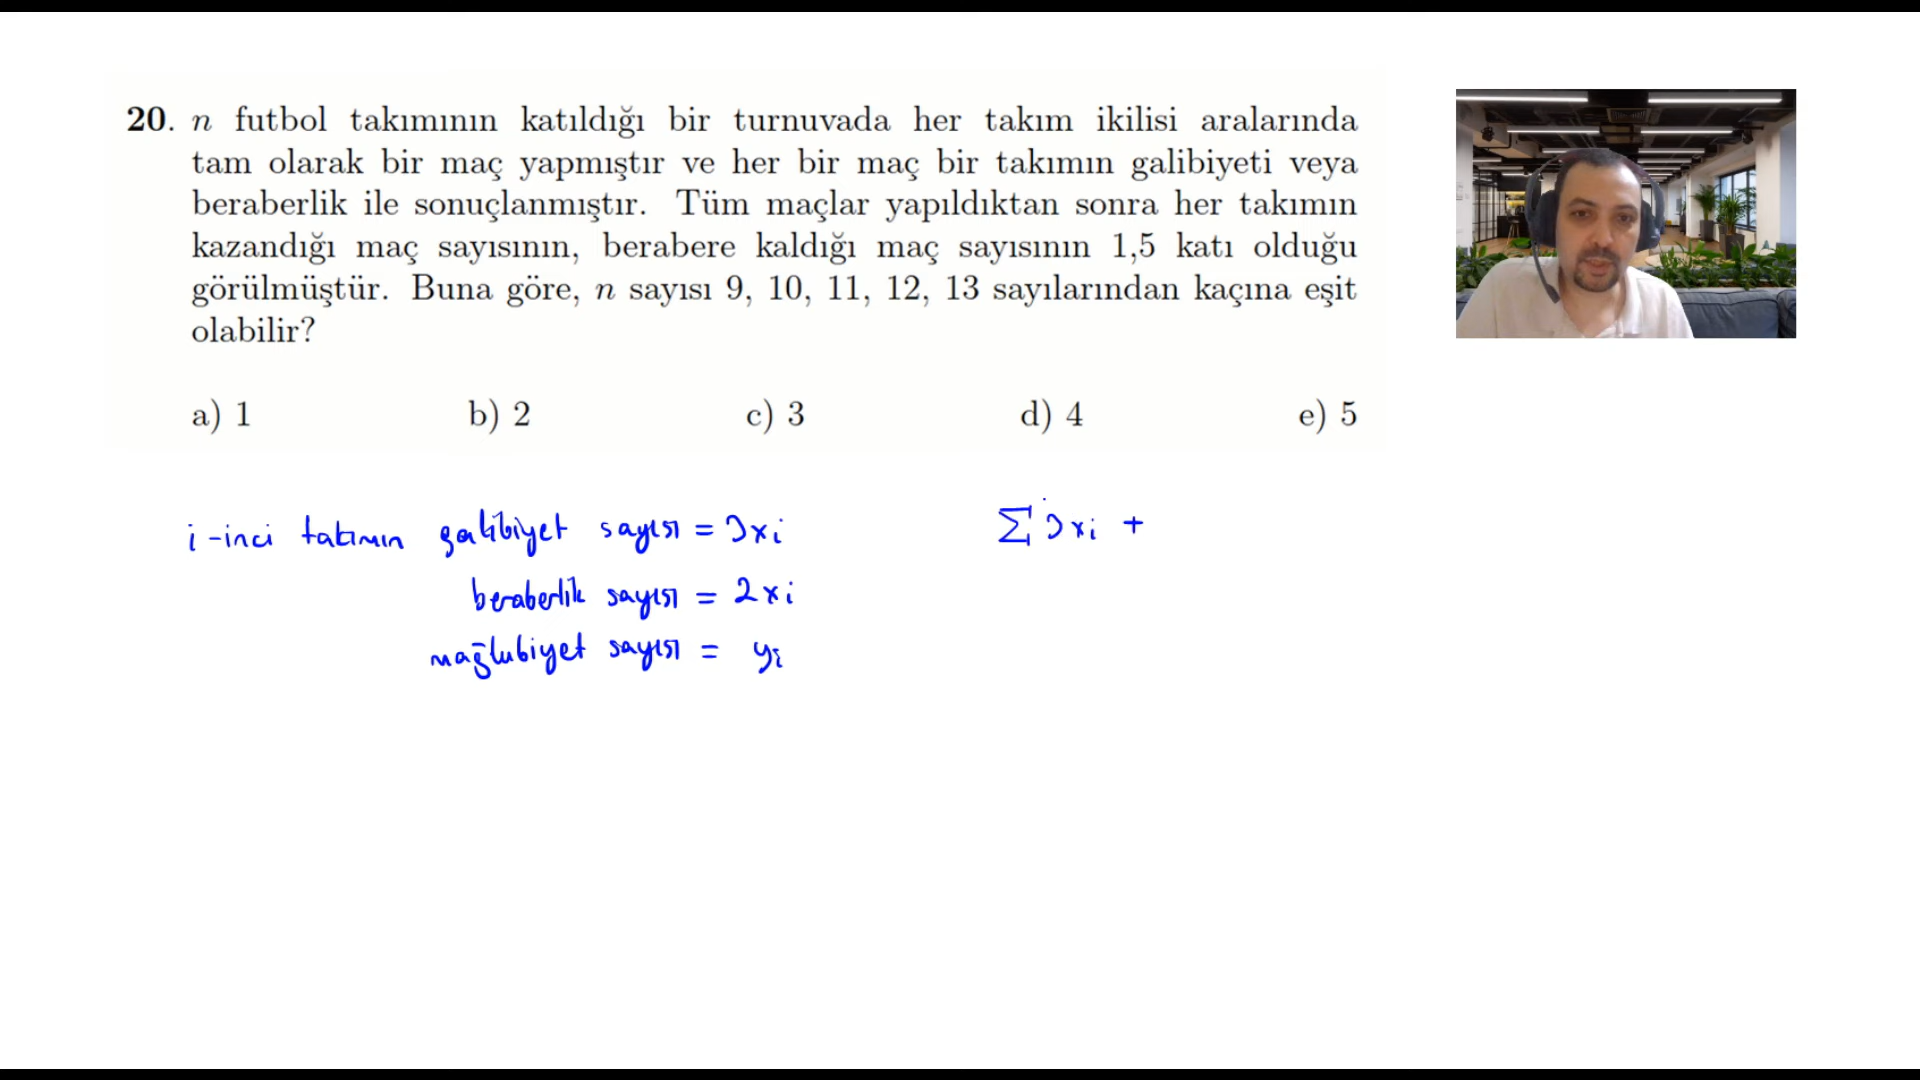 20. n futbol takımının katıldığı bir turnuvada her takım ikilisi aralarında
tam olarak bir maç yapmıştır ve her bir maç bir takımın galibiyeti veya
beraberlik ile sonuçlanmıştır. Tüm maçlar yapıldıktan sonra her takımın
kazandığı maç sayısının, berabere kaldığı maç sayısının 1,5 katı olduğu
görülmüştür. Buna göre, n sayısı 9, 10, 11, 12, 13 sayılarından kaçına eşit
olabilir?
a) 1 b) 2 c) 3 d) 4 e) 5
i-inci takımın galibiyet sayısı = 3xi
beraberlik sayısı = 2xi
mağlubiyet sayısı = yi
∑ 3xi +